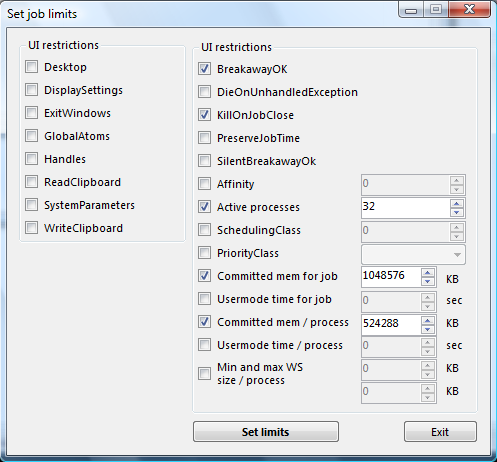 Set job limits
UI restrictions
Desktop
DisplaySettings
ExitWindows
GlobalAtoms
Handles
ReadClipboard
SystemParameters
WriteClipboard
UI restrictions
BreakawayOK
DieOnUnhandledException
KillOnJobClose
PreserveJobTime
SilentBreakawayOk
Affinity 0
Active processes 32
SchedulingClass 0
PriorityClass
Committed mem for job 1048576 KB
Usermode time for job 0 sec
Committed mem / process 524288 KB
Usermode time / process 0 sec
Min and max WS 0 KB
size / process
0 KB
Set limits Exit